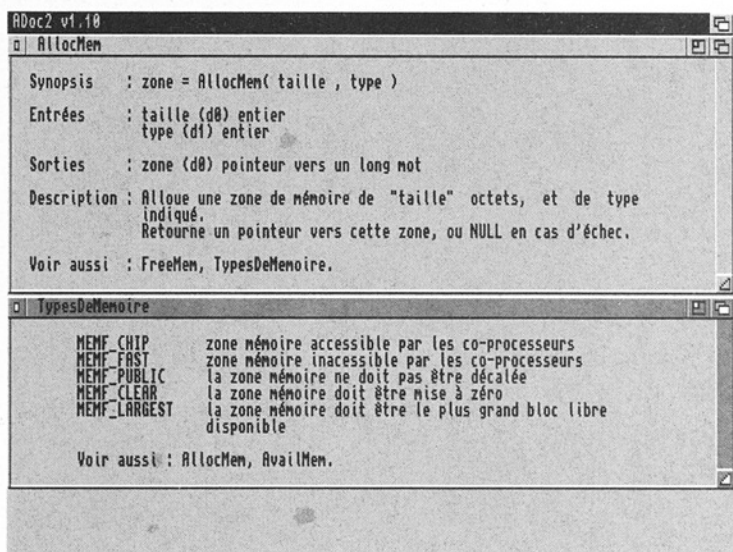 ADoc2 v1.10
AllocMem
Synopsis : zone = AllocMem( taille , type )
Entrées : taille (d0) entier
type (d1) entier
Sorties : zone (d0) pointeur vers un long mot
Description : Alloue une zone de mémoire de "taille" octets, et de type
indiqué.
Retourne un pointeur vers cette zone, ou NULL en cas d'échec.
Voir aussi : FreeMem, TypesDeMemoire.
TypesDeMemoire
MEMF_CHIP zone mémoire accessible par les co-processeurs
MEMF_FAST zone mémoire inacessible par les co-processeurs
MEMF_PUBLIC la zone mémoire ne doit pas être décalée
MEMF_CLEAR la zone mémoire doit être mise à zéro
MEMF_LARGEST la zone mémoire doit être le plus grand bloc libre
disponible
Voir aussi : AllocMem, AvailMem.